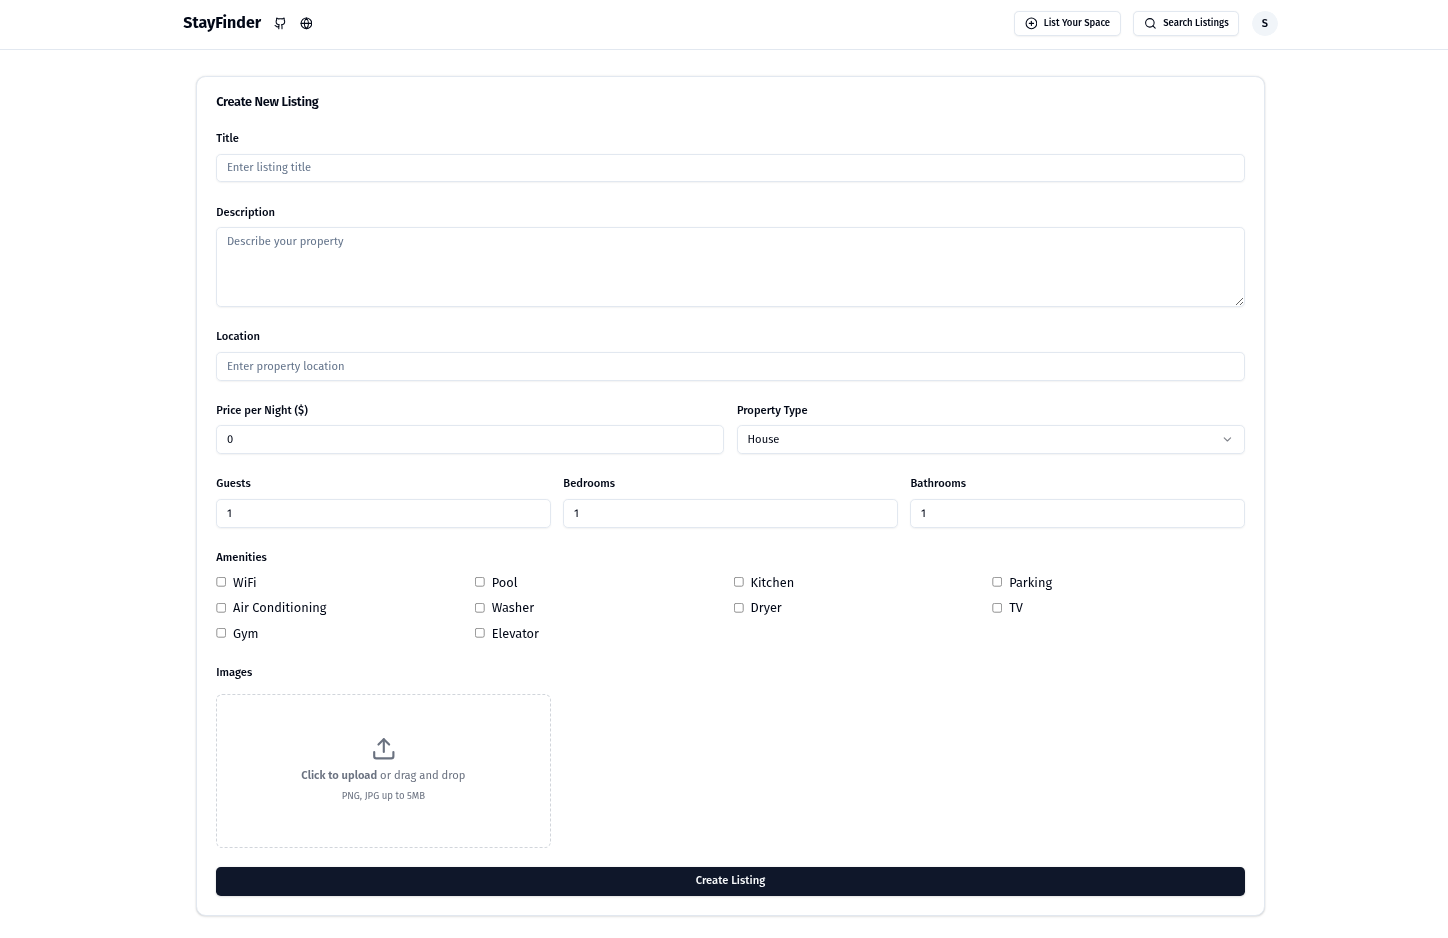 StayFinder
List Your Space
Search Listings
S
Create New Listing
Title
Enter listing title
Description
Describe your property
Location
Enter property location
Price per Night ($)
Property Type
0
House
Guests
Bedrooms
Bathrooms
1
1
1
Amenities
WiFi
Pool
Kitchen
Parking
Air Conditioning
Washer
Dryer
TV
Gym
Elevator
Images
Click to upload or drag and drop
PNG, JPG up to 5MB
Create Listing